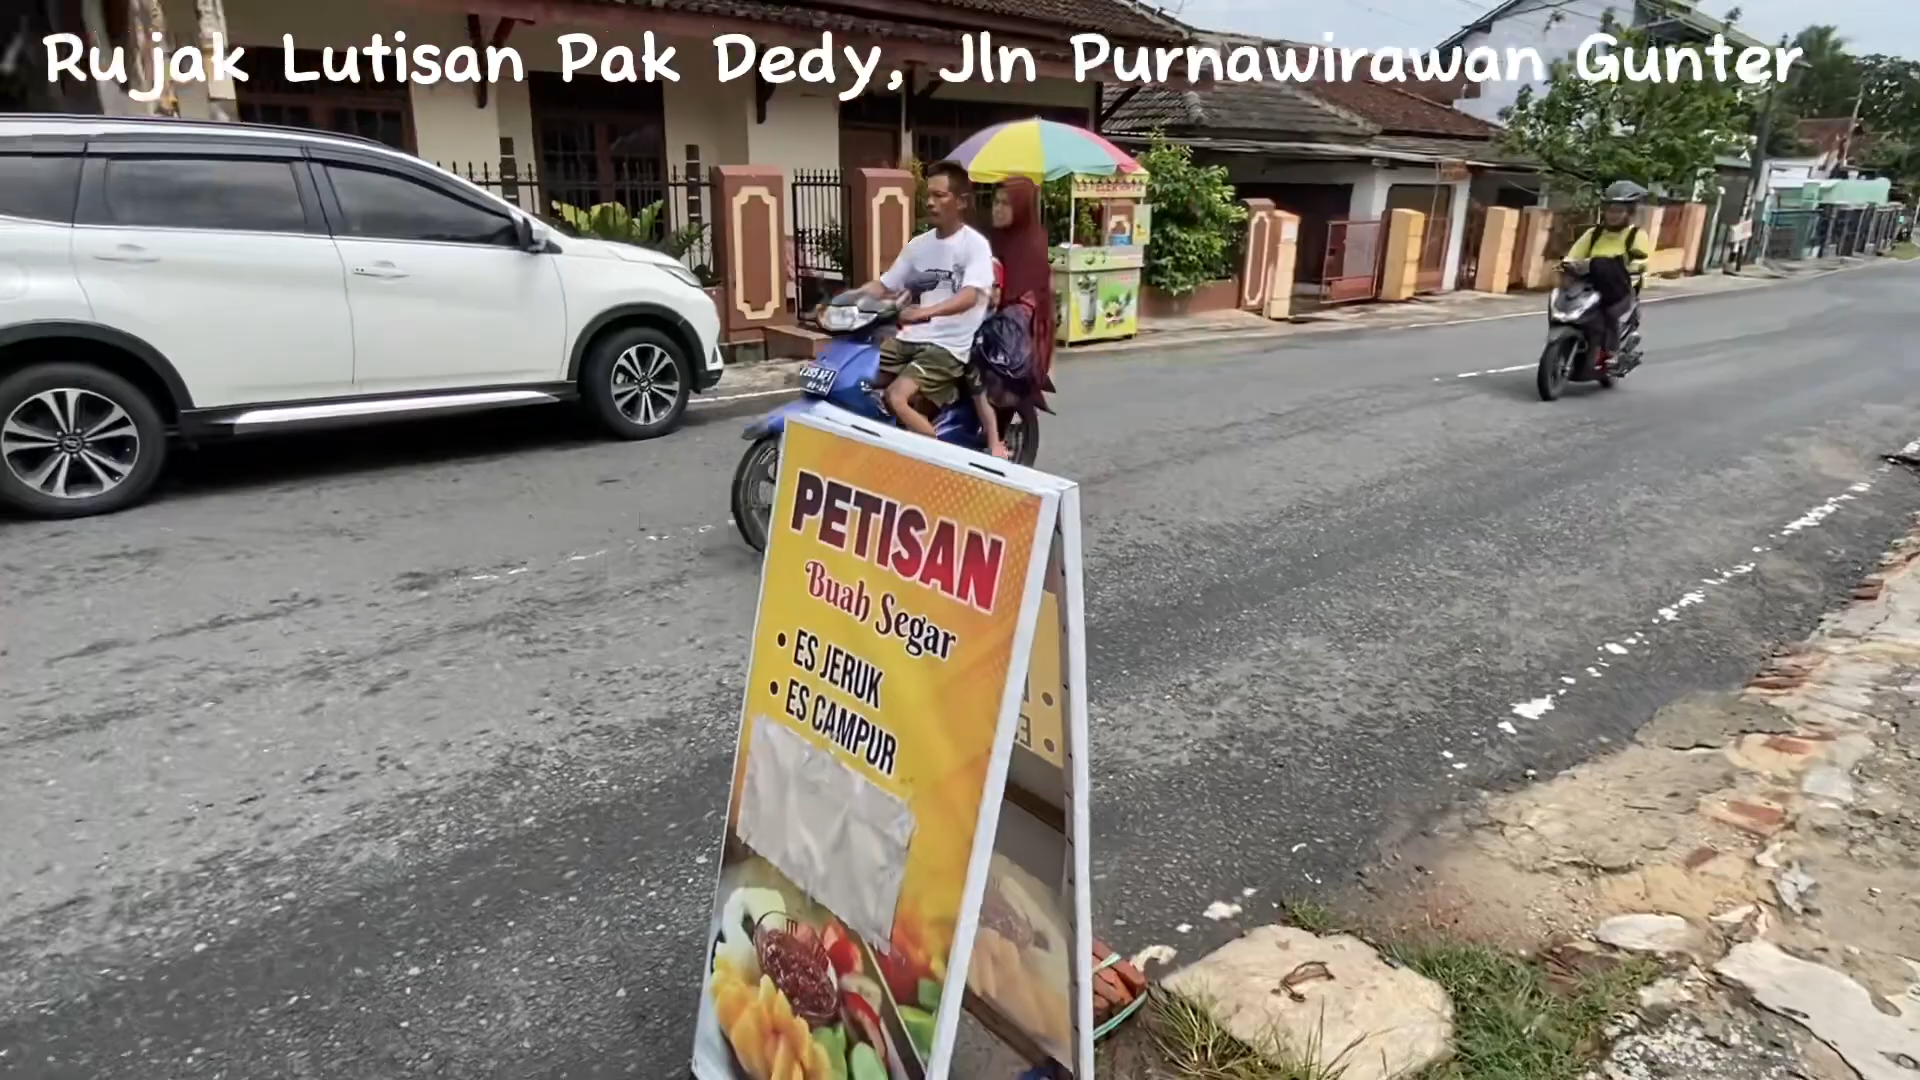 Rujak Lutisan Pak Dedy, Jln Purnawirawan Gunter
PETISAN
Buah Segar
• ES JERUK
• ES CAMPUR